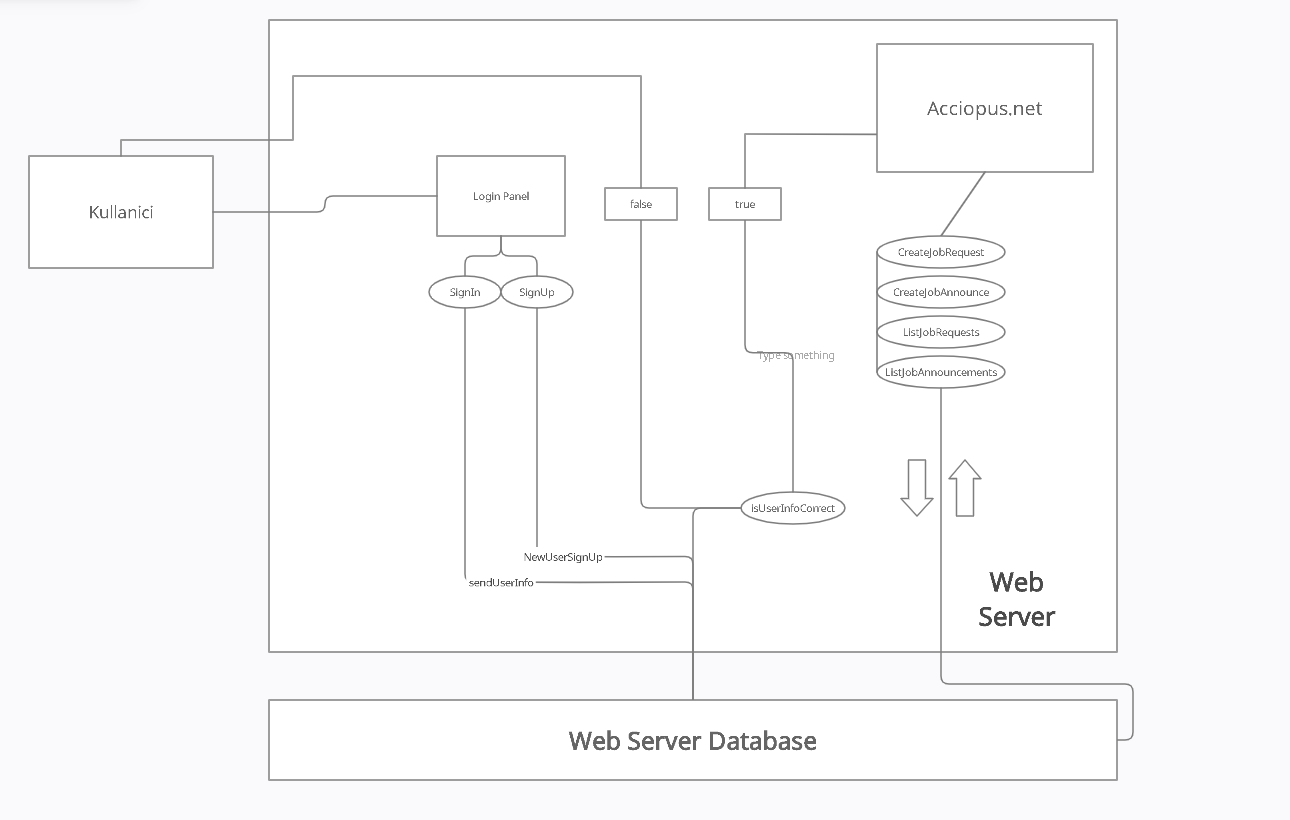 Acciopus.net
Kullanici
Login Panel
false
true
SignIn
SignUp
CreateJobRequest
CreateJobAnnounce
ListJobRequests
ListJobAnnouncements
Type something
isUserInfoCorrect
NewUserSignUp
sendUserInfo
Web
Server
Web Server Database